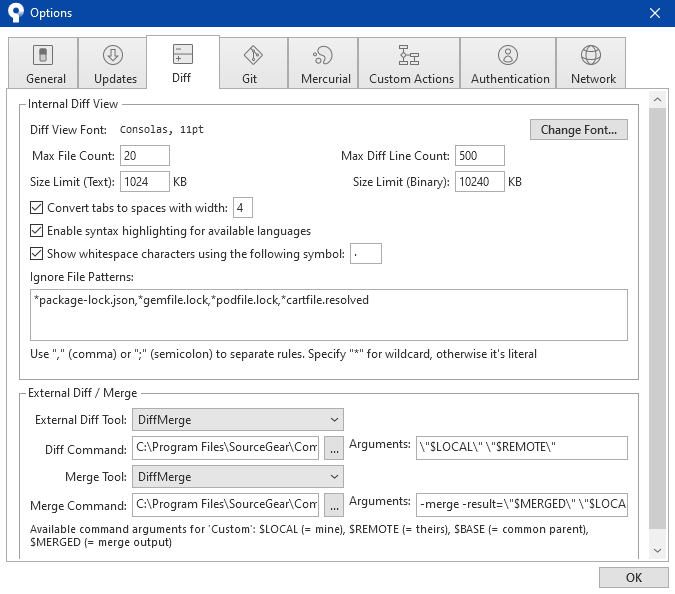 Options
General Updates Diff Git Mercurial Custom Actions Authentication Network
Internal Diff View
Diff View Font: Consolas, 11pt Change Font...
Max File Count: 20 Max Diff Line Count: 500
Size Limit (Text): 1024 KB Size Limit (Binary): 10240 KB
Convert tabs to spaces with width: 4
Enable syntax highlighting for available languages
Show whitespace characters using the following symbol: ·
Ignore File Patterns:
*package-lock.json,*gemfile.lock,*podfile.lock,*cartfile.resolved
Use "," (comma) or ";" (semicolon) to separate rules. Specify "*" for wildcard, otherwise it's literal
External Diff / Merge
External Diff Tool: DiffMerge
Diff Command: C:\Program Files\SourceGear\Com ... Arguments: \"$LOCAL\" \"$REMOTE\"
Merge Tool: DiffMerge
Merge Command: C:\Program Files\SourceGear\Com ... Arguments: -merge -result=\"$MERGED\" \"$LOCA
Available command arguments for 'Custom': $LOCAL (= mine), $REMOTE (= theirs), $BASE (= common parent),
$MERGED (= merge output)
OK